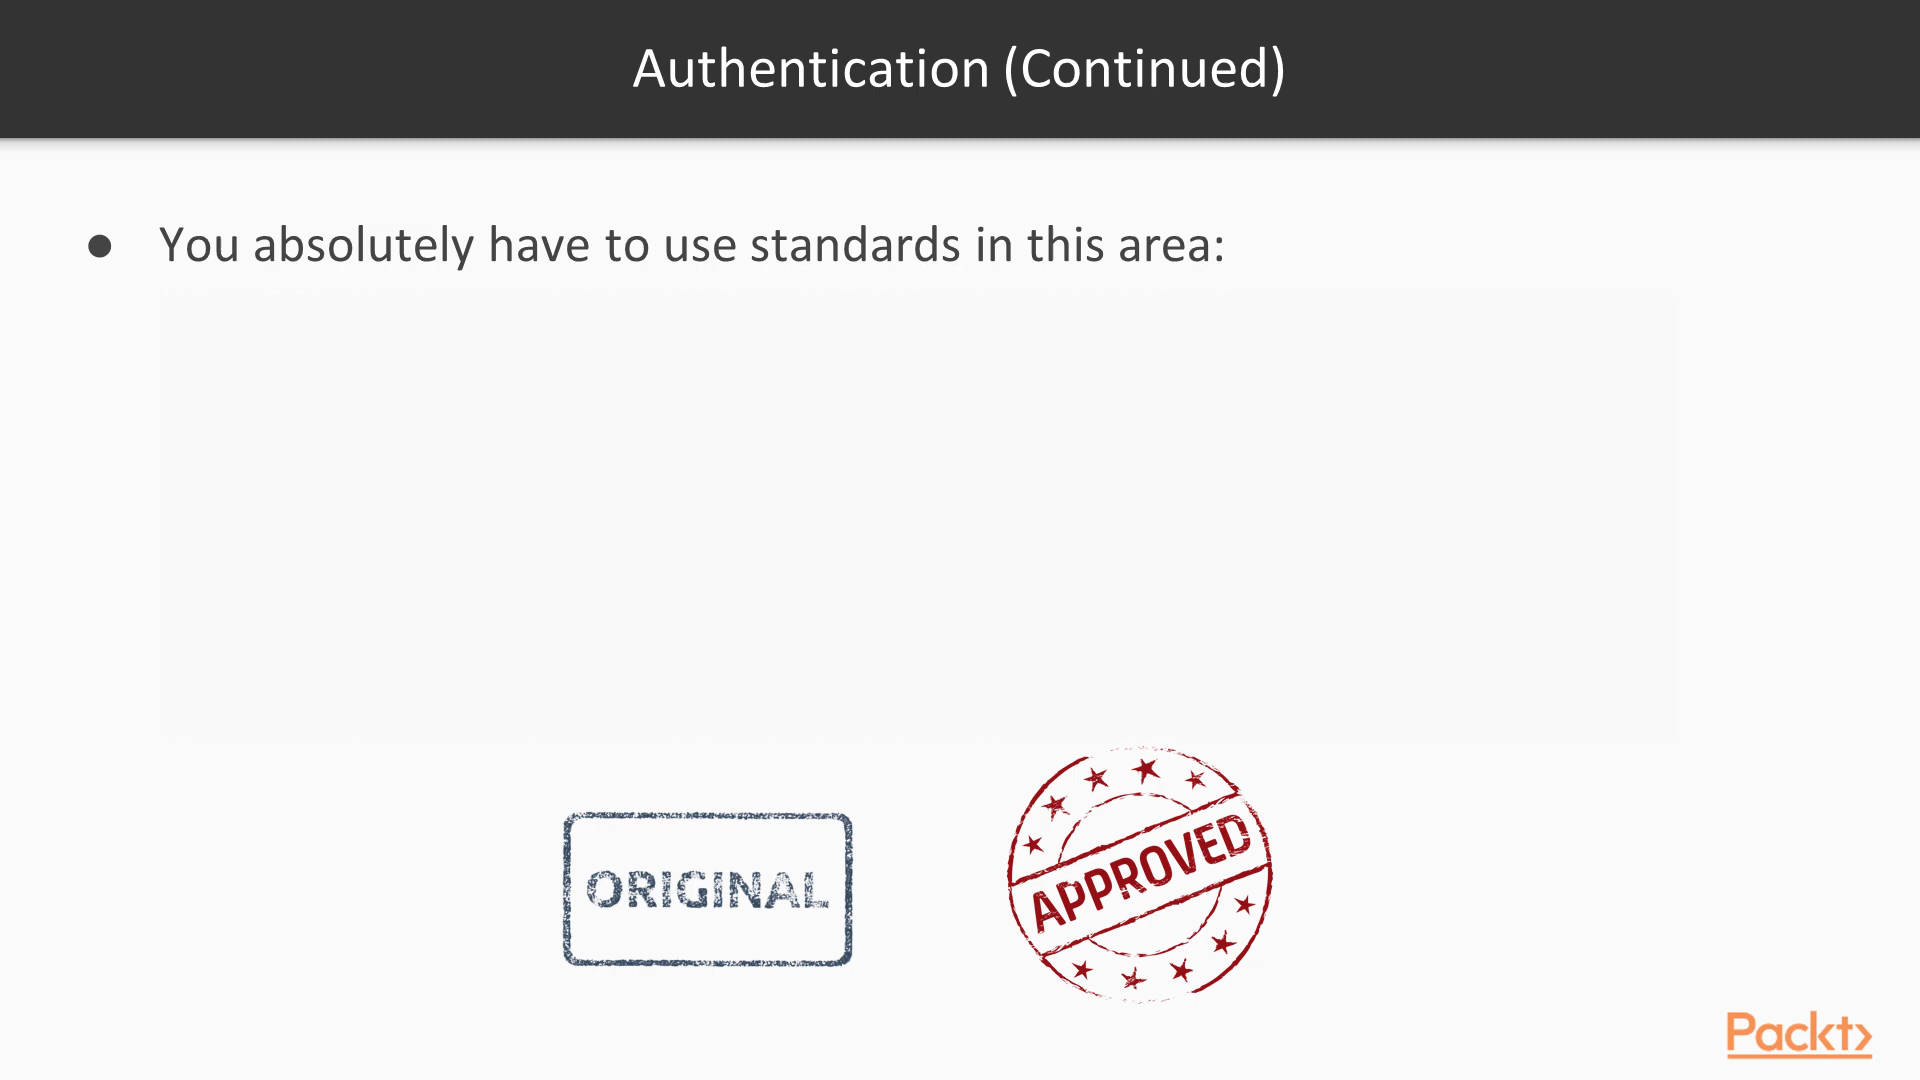 Authentication (Continued)
● You absolutely have to use standards in this area:
ORIGINAL
APPROVED
Packt>